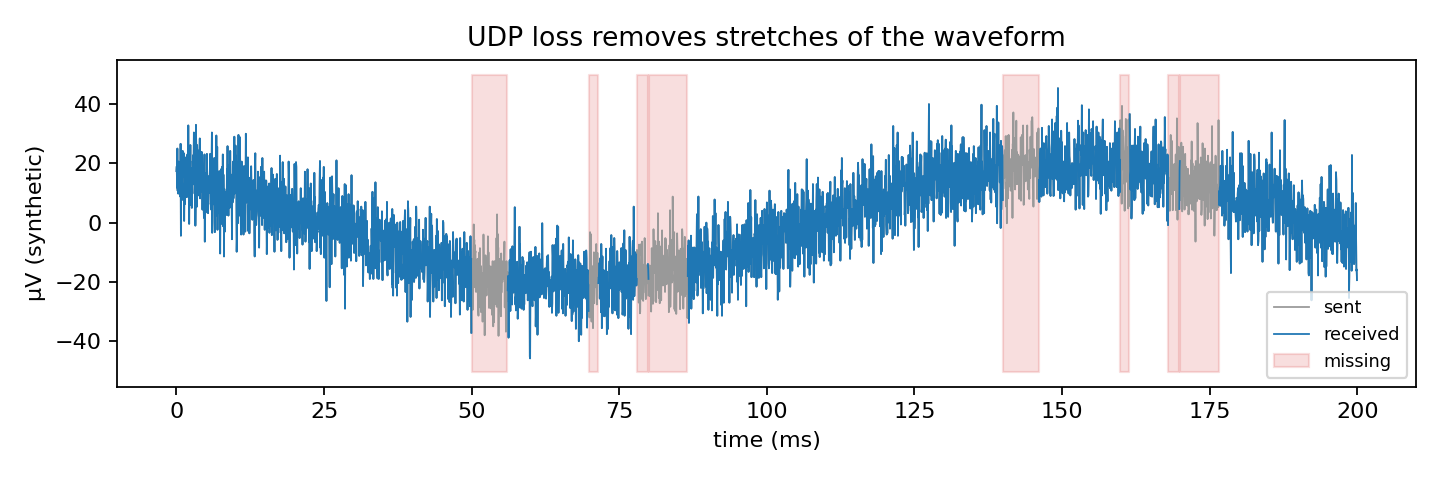 UDP loss removes stretches of the waveform
µV (synthetic)
40
20
0
−20
−40
sent
received
missing
0 25 50 75 100 125 150 175 200
time (ms)